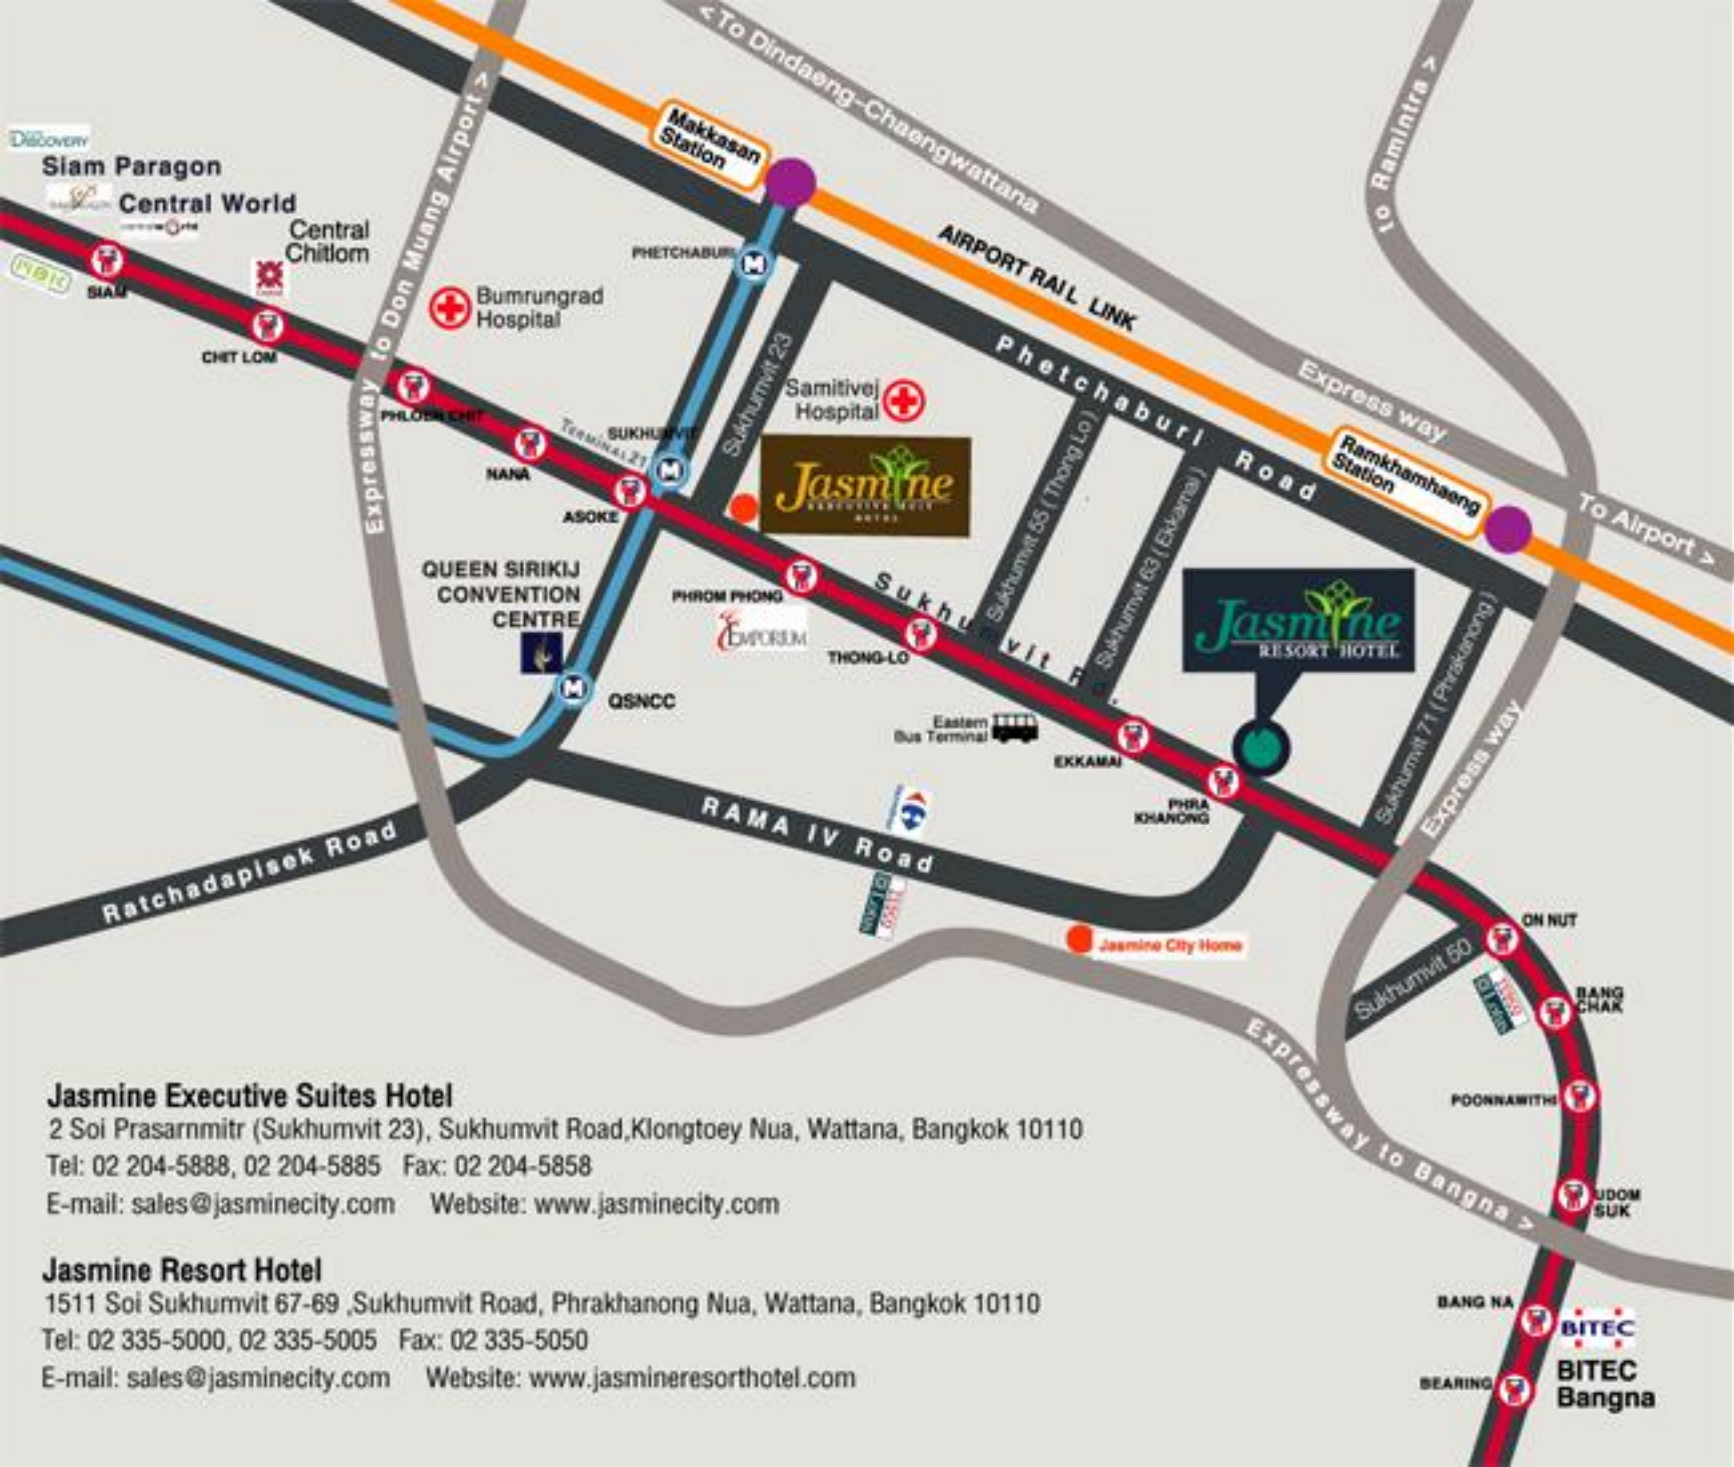 < To Dindaeng-Chaengwattana
to Ramintra >
Expressway to Don Muang Airport >
Makkasan
Station
DISCOVERY
Siam Paragon
Central World
Central
Chitlom
MBK
SIAM
CHIT LOM
PHLOEN CHIT
NANA
ASOKE
PHETCHABURI
AIRPORT RAIL LINK
Bumrungrad
Hospital
Sukhumvit 23
Samitivej
Hospital
TERMINAL 21
SUKHUMVIT
Jasmine
EXECUTIVE SUIT
HOTEL
Phetchaburi Road
Express way
Ramkhamhaeng
Station
To Airport >
Sukhumvit 55 ( Thong Lo )
Sukhumvit 63 ( Ekkamai )
Sukhumvit 71 ( Phrakanong )
Jasmine
RESORT HOTEL
QUEEN SIRIKIJ
CONVENTION
CENTRE
QSNCC
PHROM PHONG
EMPORIUM
THONG-LO
Sukhumvit Rd.
Eastern
Bus Terminal
EKKAMAI
PHRA
KHANONG
Express way
RAMA IV Road
Ratchadapisek Road
Jasmine City Home
ON NUT
Sukhumvit 50
BANG
CHAK
POONNAWITHI
Expressway to Bangna >
UDOM
SUK
BANG NA
BITEC
BITEC
Bangna
BEARING
Jasmine Executive Suites Hotel
2 Soi Prasarnmitr (Sukhumvit 23), Sukhumvit Road,Klongtoey Nua, Wattana, Bangkok 10110
Tel: 02 204-5888, 02 204-5885 Fax: 02 204-5858
E-mail: sales@jasminecity.com Website: www.jasminecity.com
Jasmine Resort Hotel
1511 Soi Sukhumvit 67-69 ,Sukhumvit Road, Phrakhanong Nua, Wattana, Bangkok 10110
Tel: 02 335-5000, 02 335-5005 Fax: 02 335-5050
E-mail: sales@jasminecity.com Website: www.jasmineresorthotel.com